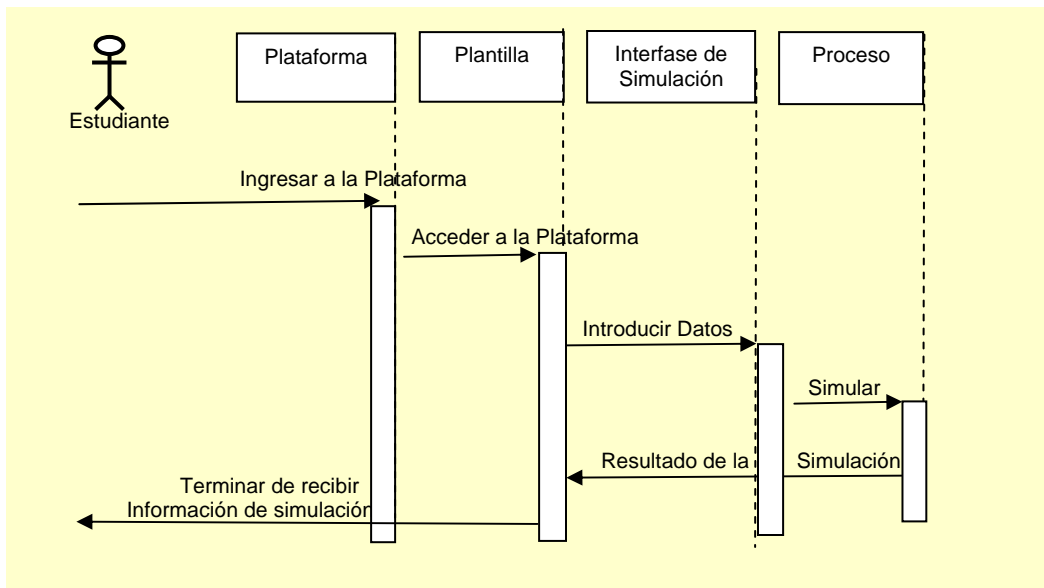 Plataforma
Plantilla
Interfase de
Simulación
Proceso
Estudiante
Ingresar a la Plataforma
Acceder a la Plataforma
Introducir Datos
Simular
Resultado de la Simulación
Terminar de recibir
Información de simulación